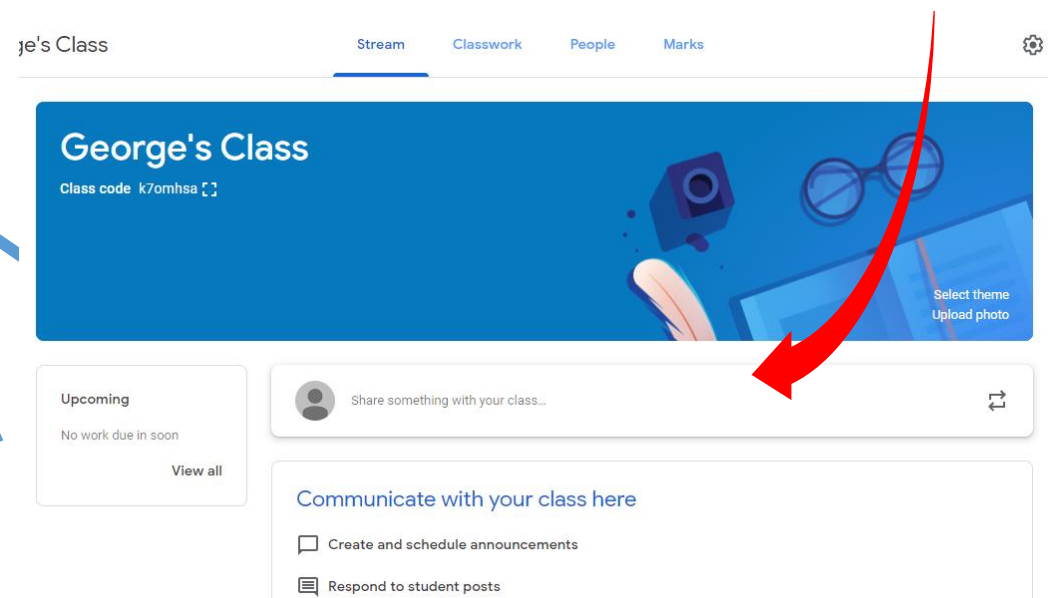 ge's Class
Stream Classwork People Marks
George's Class
Class code k7omhsa
Select theme
Upload photo
Upcoming
No work due in soon
View all
Share something with your class...
Communicate with your class here
Create and schedule announcements
Respond to student posts